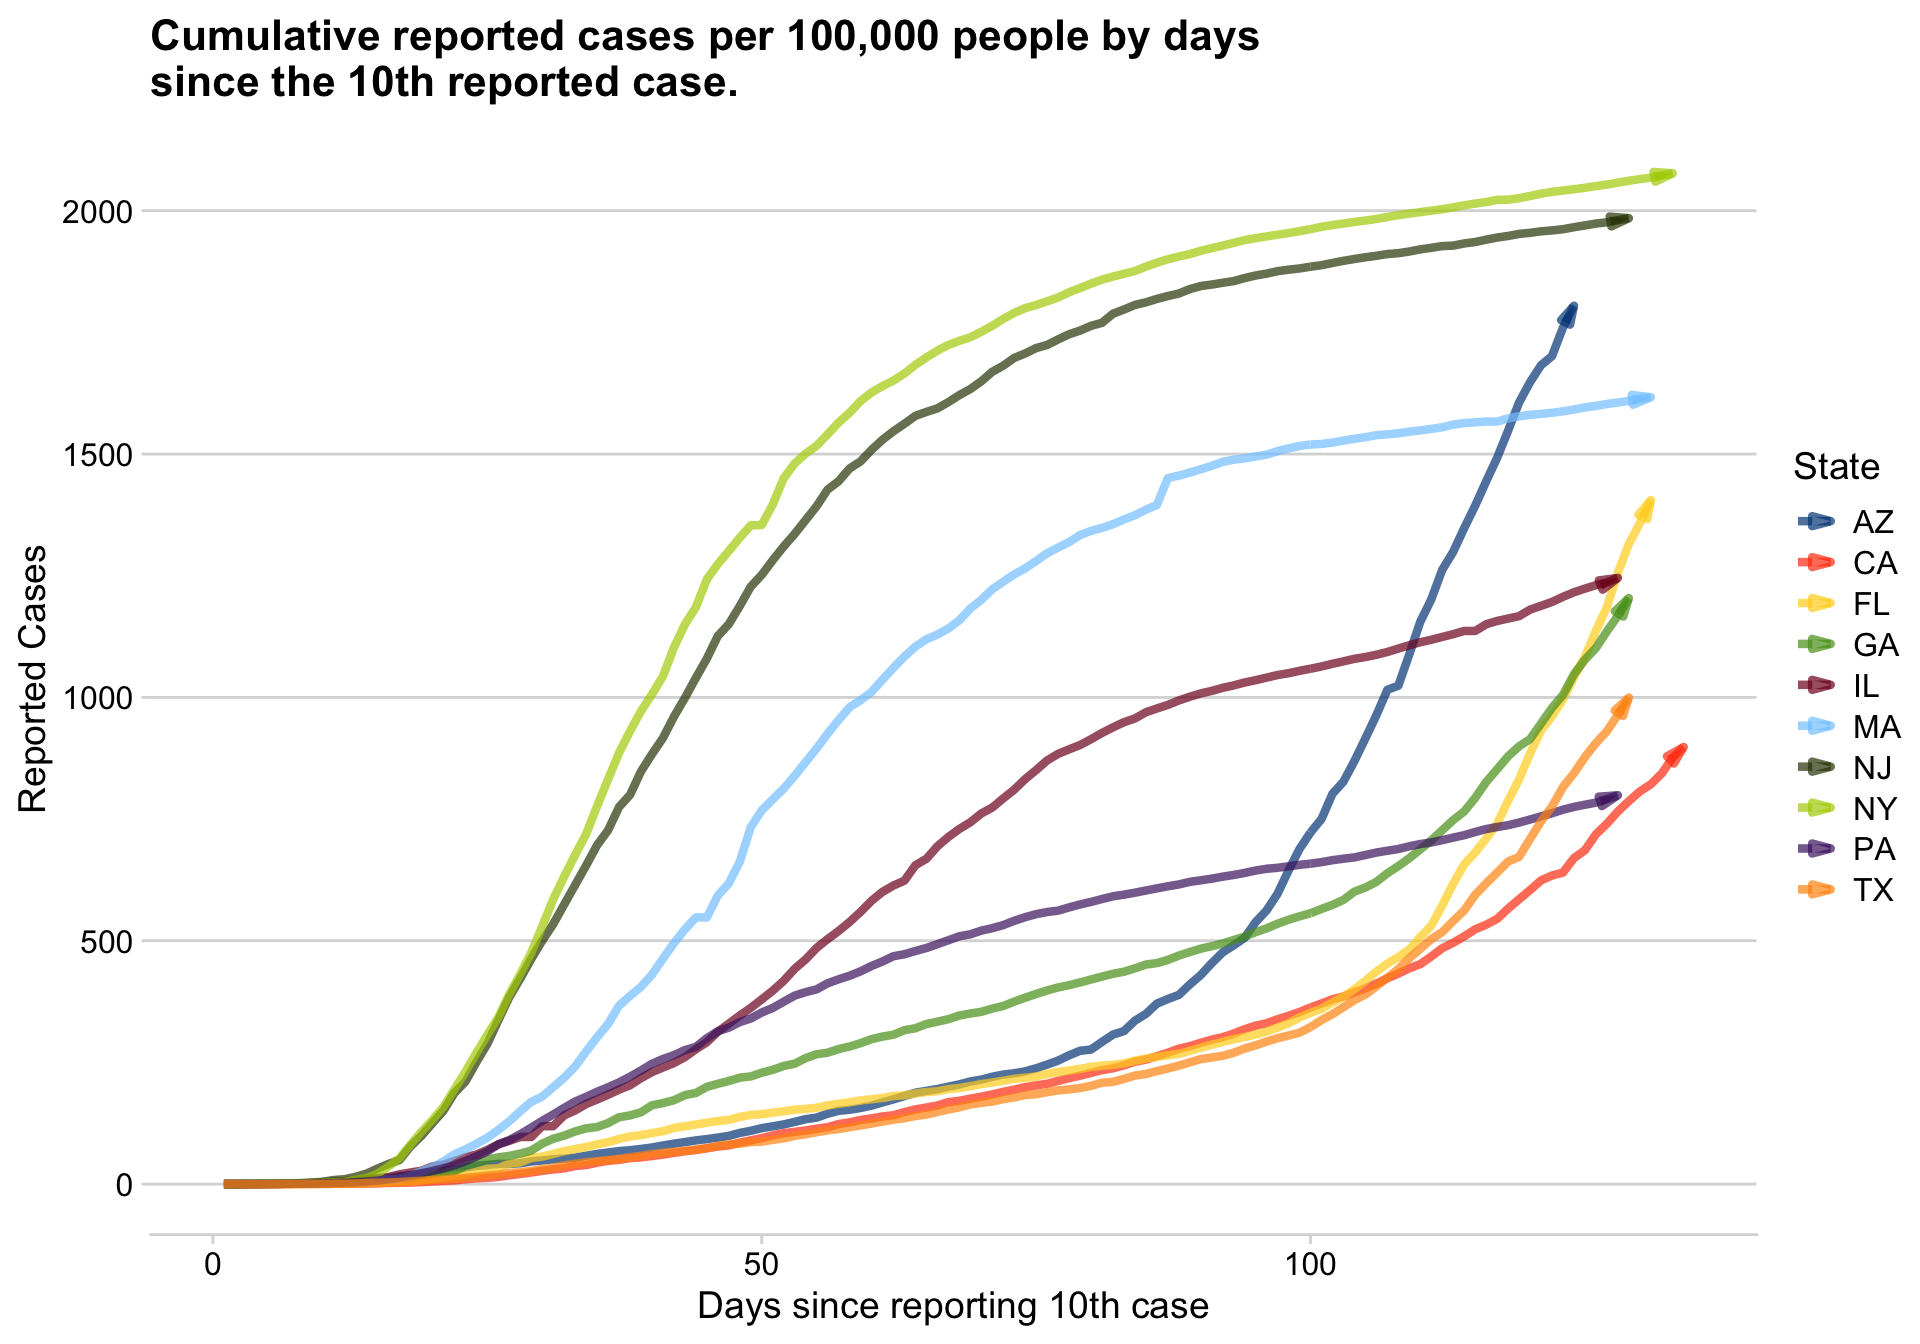 Cumulative reported cases per 100,000 people by days
since the 10th reported case.
2000
1500
1000
500
0
Reported Cases
0 50 100
Days since reporting 10th case
State
AZ
CA
FL
GA
IL
MA
NJ
NY
PA
TX